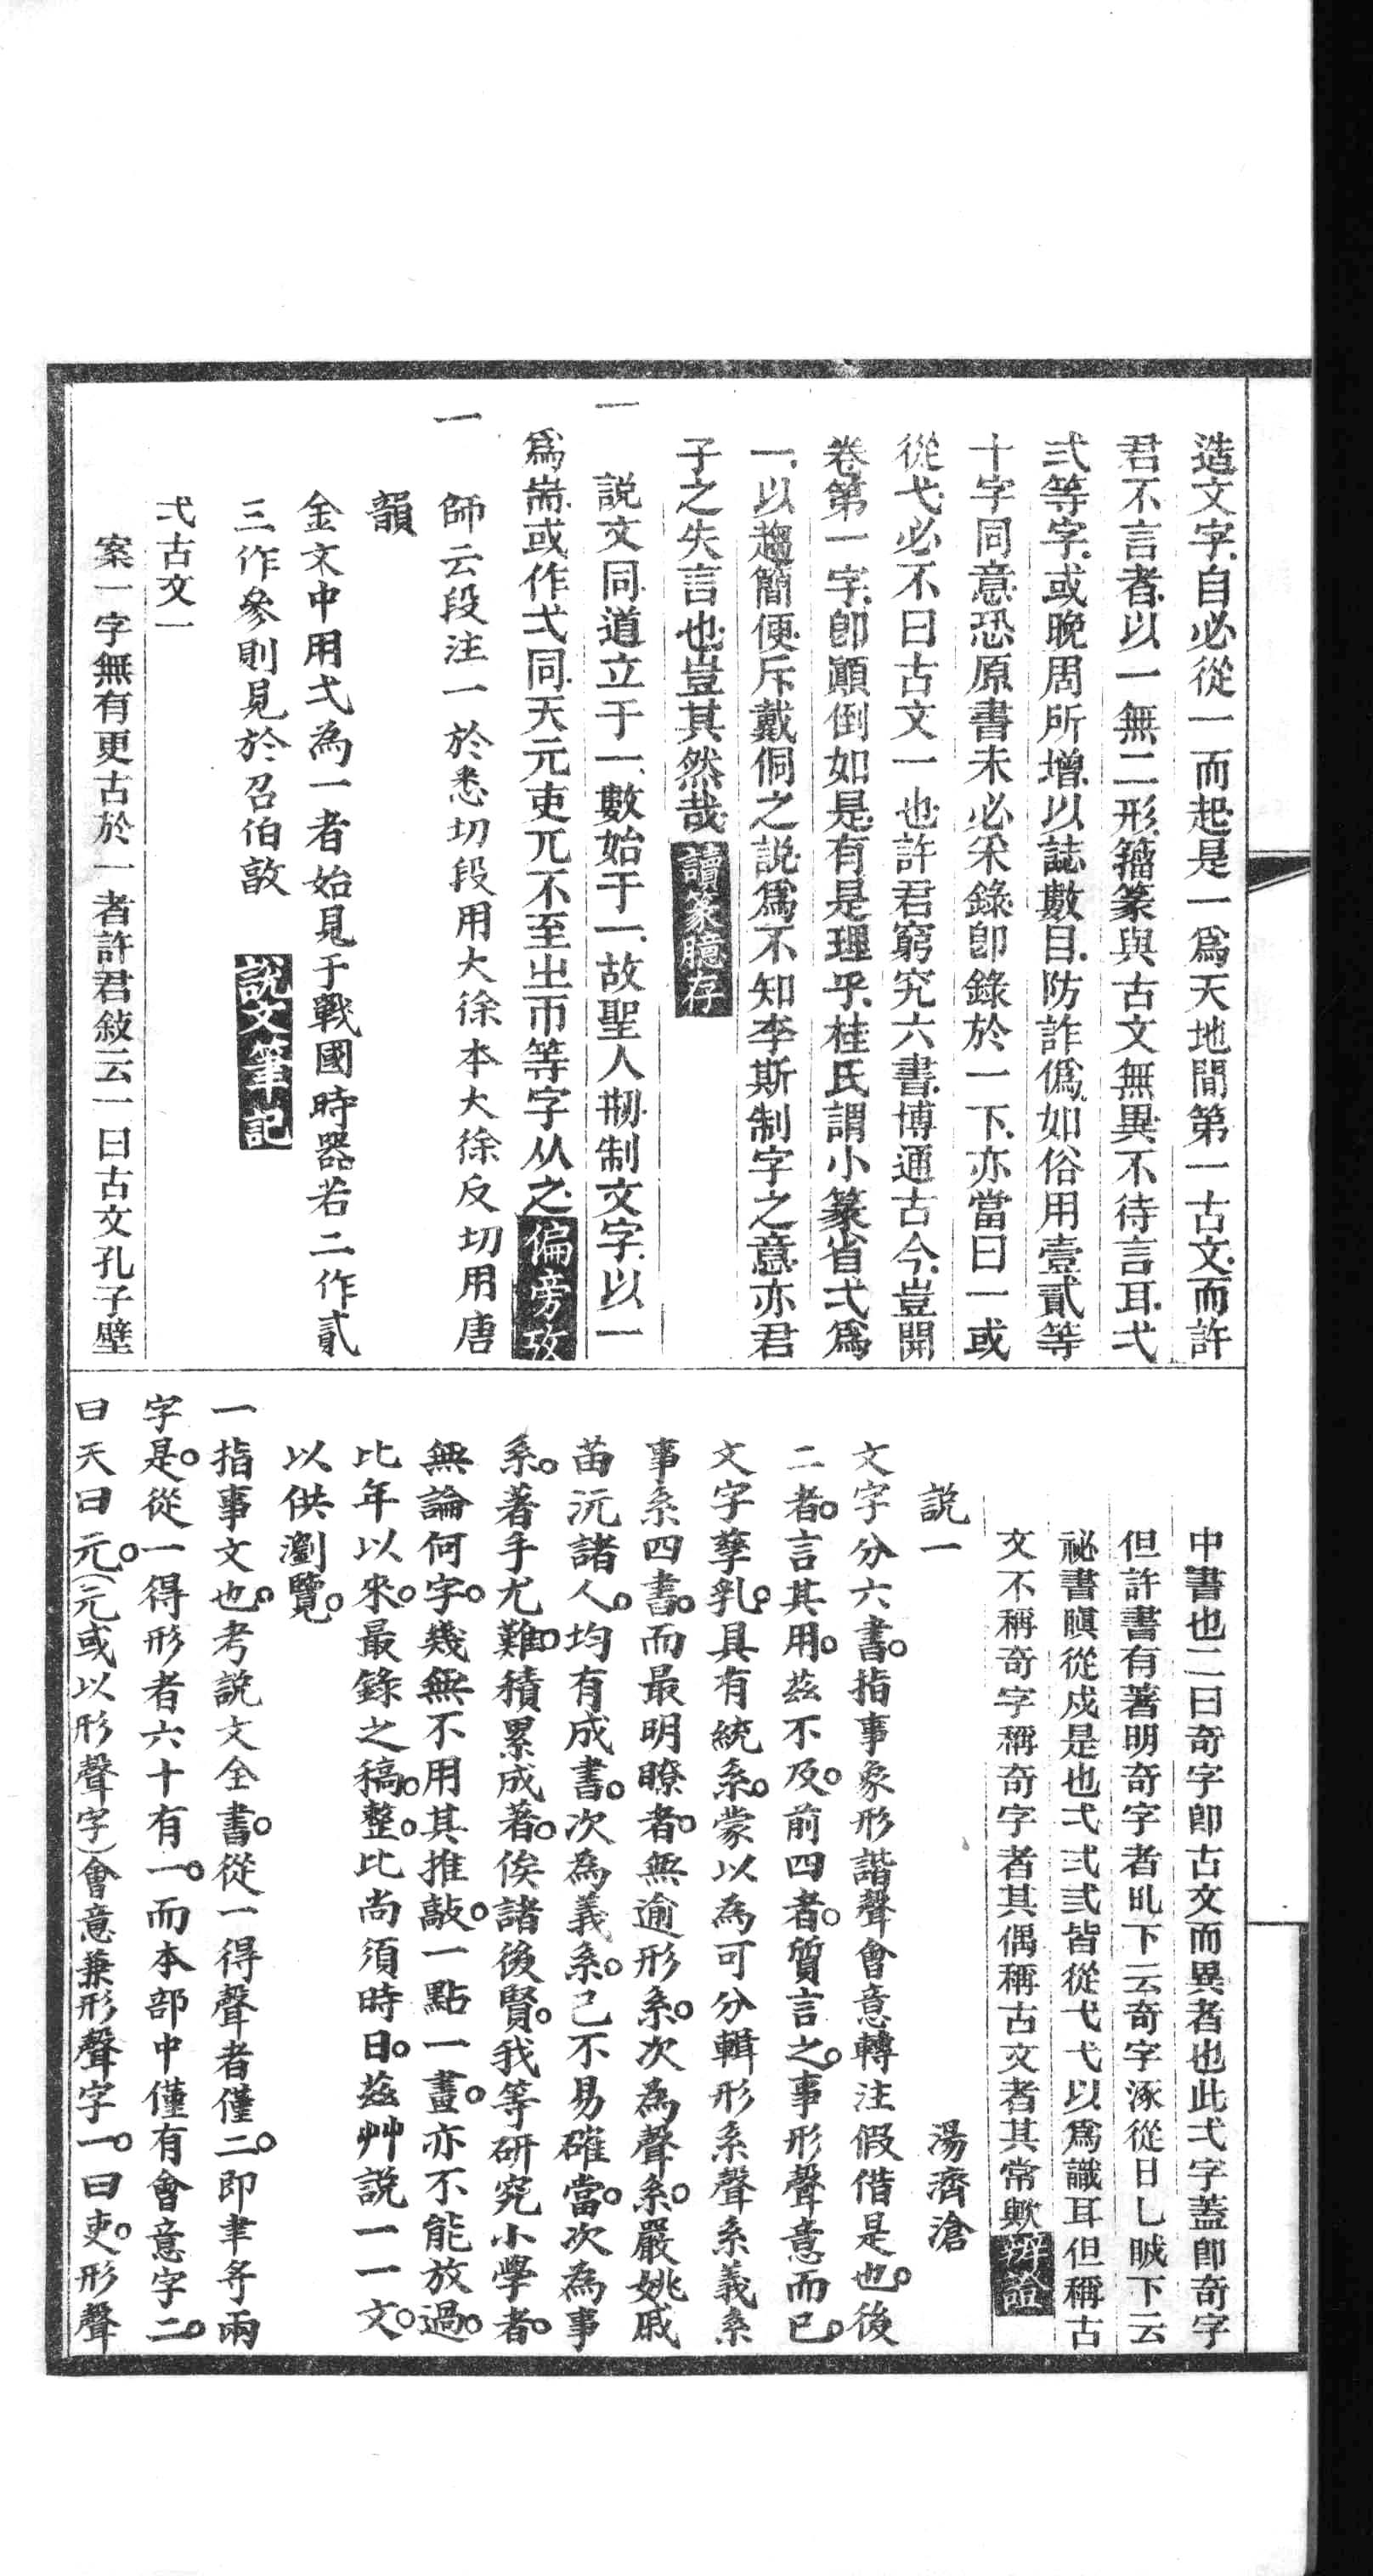 造文字.自必從一而起.是一爲天地閒第一古文.而許
君不言者.以一無二形.籀篆與古文無異.不待言耳.弌
弍等字.或晚周所增.以誌數目.防詐僞.如俗用壹貳等
十字同意.恐原書未必采錄.卽錄於一下.亦當曰一或
從弋.必不曰古文一也.許君窮究六書.博通古今.豈開
卷第一字.卽顚倒如是.有是理乎.桂氏謂小篆省弌爲
一.以趨簡便.斥戴侗之說.爲不知李斯制字之意.亦君
子之失言也.豈其然哉.讀篆臆存
一 說文同.道立于一.數始于一.故聖人刱制文字.以一
爲耑.或作弌同.天元吏兀不至㞢帀等字从之.偏旁攷
一 師云段注一於悉切段用大徐本大徐反切用唐
韻
金文中用弌為一者始見于戰國時器若二作貳
三作參則見於召伯敦 說文筆記
弌古文一
案一字無有更古於一者許君敍云一曰古文孔子壁
中書也二曰奇字卽古文而異者也此弌字蓋卽奇字
但許書有著明奇字者凡下云奇字涿從日乚䁈下云
祕書瞋從戍是也弌弍弎皆從弋弋以爲識耳但稱古
文不稱奇字稱奇字者其偶稱古文者其常歟辨證
說一 湯濟滄
文字分六書。指事象形諧聲會意轉注假借是也。後
二者。言其用。茲不及。前四者。質言之。事形聲意而已。
文字孳乳。具有統系。蒙以為可分輯形系聲系義系
事系四書。而最明瞭者。無逾形系。次為聲系。嚴姚戚
苗沅諸人。均有成書。次為義系。已不易確當。次為事
系。著手尤難。積累成著。俟諸後賢。我等研究小學者。
無論何字。幾無不用其推敲。一點一畫。亦不能放過。
比年以來。最錄之稿。整。比尚須時日。茲艸說一一文。
以供瀏覽。
一指事文也。考說文全書。從一得聲者僅二。即聿㝵兩
字是。從一得形者六十有一。而本部中僅有會意字二。
曰天曰元。(元或以形聲字)會意兼形聲字一。曰吏。形聲